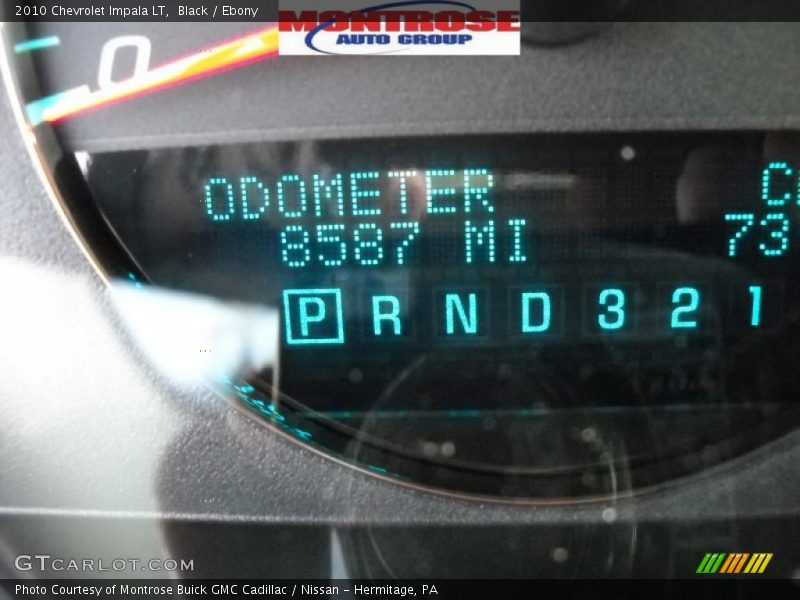 2010 Chevrolet Impala LT, Black / Ebony
MONTROSE
AUTO GROUP
0
ODOMETER
8587 MI
73
P R N D 3 2 1
GTCARLOT.COM
Photo Courtesy of Montrose Buick GMC Cadillac / Nissan - Hermitage, PA